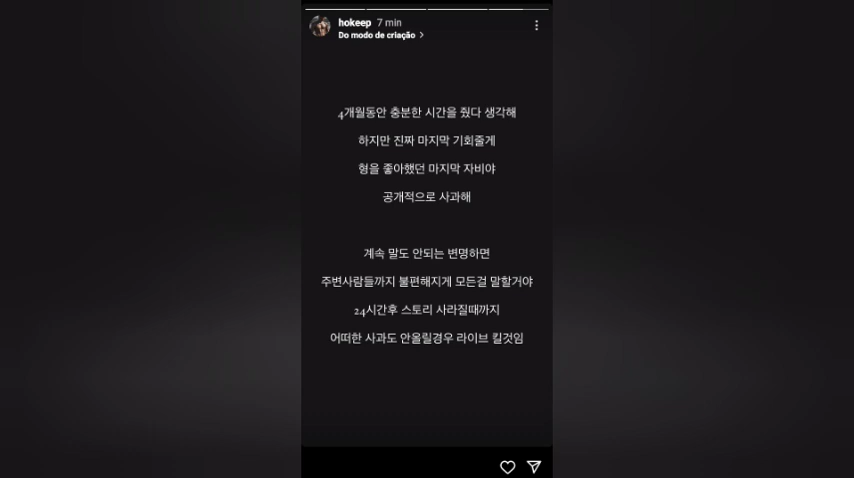 hokeep 7 min
Do modo de criação
4개월동안 충분한 시간을 줬다 생각해
하지만 진짜 마지막 기회줄게
형을 좋아했던 마지막 자비야
공개적으로 사과해
계속 말도 안되는 변명하면
주변사람들까지 불편해지게 모든걸 말할거야
24시간후 스토리 사라질때까지
어떠한 사과도 안올릴경우 라이브 킬것임